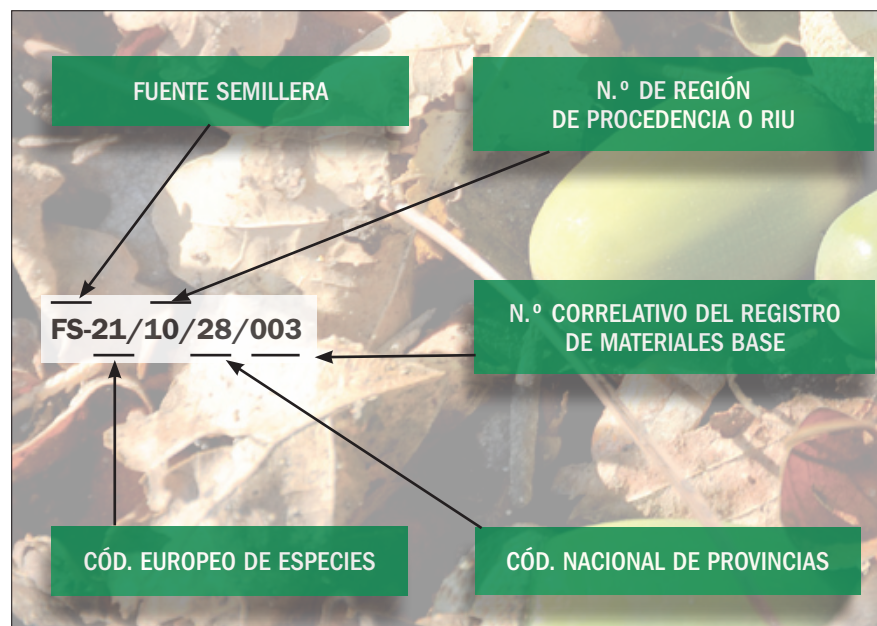 FUENTE SEMILLERA
N.º DE REGIÓN
DE PROCEDENCIA O RIU
FS-21/10/28/003
N.º CORRELATIVO DEL REGISTRO
DE MATERIALES BASE
CÓD. EUROPEO DE ESPECIES
CÓD. NACIONAL DE PROVINCIAS